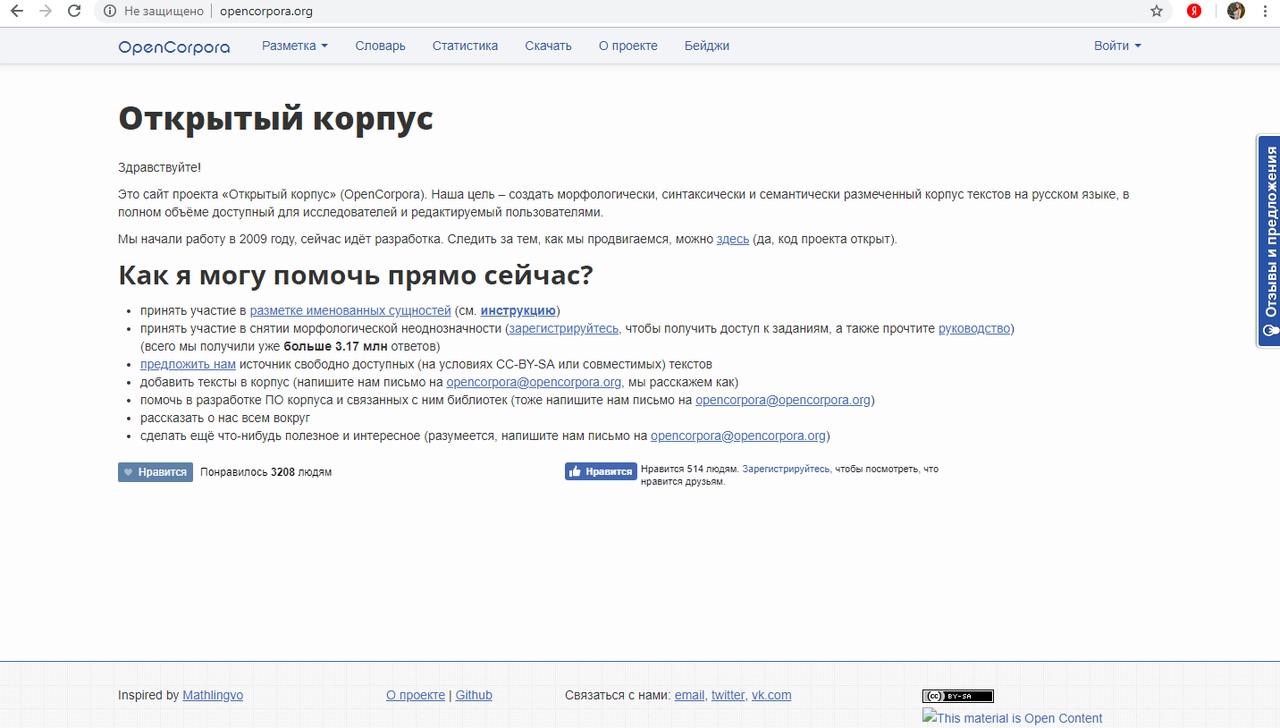 Не защищено | opencorpora.org
OpenCorpora Разметка Словарь Статистика Скачать О проекте Бейджи Войти
Открытый корпус
Здравствуйте!
Это сайт проекта «Открытый корпус» (OpenCorpora). Наша цель – создать морфологически, синтаксически и семантически размеченный корпус текстов на русском языке, в
полном объёме доступный для исследователей и редактируемый пользователями.
Мы начали работу в 2009 году, сейчас идёт разработка. Следить за тем, как мы продвигаемся, можно здесь (да, код проекта открыт).
Как я могу помочь прямо сейчас?
• принять участие в разметке именованных сущностей (см. инструкцию)
• принять участие в снятии морфологической неоднозначности (зарегистрируйтесь, чтобы получить доступ к заданиям, а также прочтите руководство)
(всего мы получили уже больше 3.17 млн ответов)
• предложить нам источник свободно доступных (на условиях CC-BY-SA или совместимых) текстов
• добавить тексты в корпус (напишите нам письмо на opencorpora@opencorpora.org, мы расскажем как)
• помочь в разработке ПО корпуса и связанных с ним библиотек (тоже напишите нам письмо на opencorpora@opencorpora.org)
• рассказать о нас всем вокруг
• сделать ещё что-нибудь полезное и интересное (разумеется, напишите нам письмо на opencorpora@opencorpora.org)
Нравится Понравилось 3208 людям
Нравится Нравится 514 людям. Зарегистрируйтесь, чтобы посмотреть, что
нравится друзьям.
Отзывы и предложения
Inspired by Mathlingvo О проекте | Github Связаться с нами: email, twitter, vk.com
(cc) BY-SA
This material is Open Content
Я